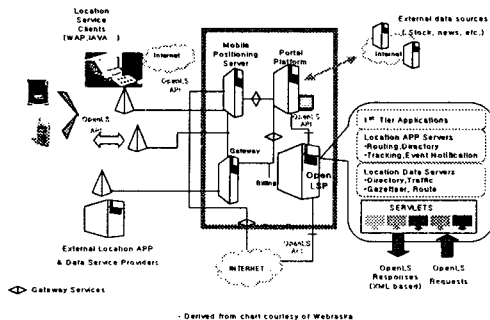 Location
Service
Clients
(WAP,JAVA )
Internet
OpenLS
API
Mobile
Positioning
Server
Portal
Platform
External data sources
( Stock, news, etc.)
Internet
OpenLS
API
OpenLS
API
Gateway
Billing
Open
LSP
1st Tier Applications
Location APP Servers
•Routing,Directory
•Tracking,Event Notification
Location Data Servers
•Directory,Traffic
•Gazetteer, Route
SERVLETS
External Location APP
& Data Service Providers
OpenLS
API
INTERNET
OpenLS
Responses
(XML based)
OpenLS
Requests
Gateway Services
- Derived from chart courtesy of Webraska